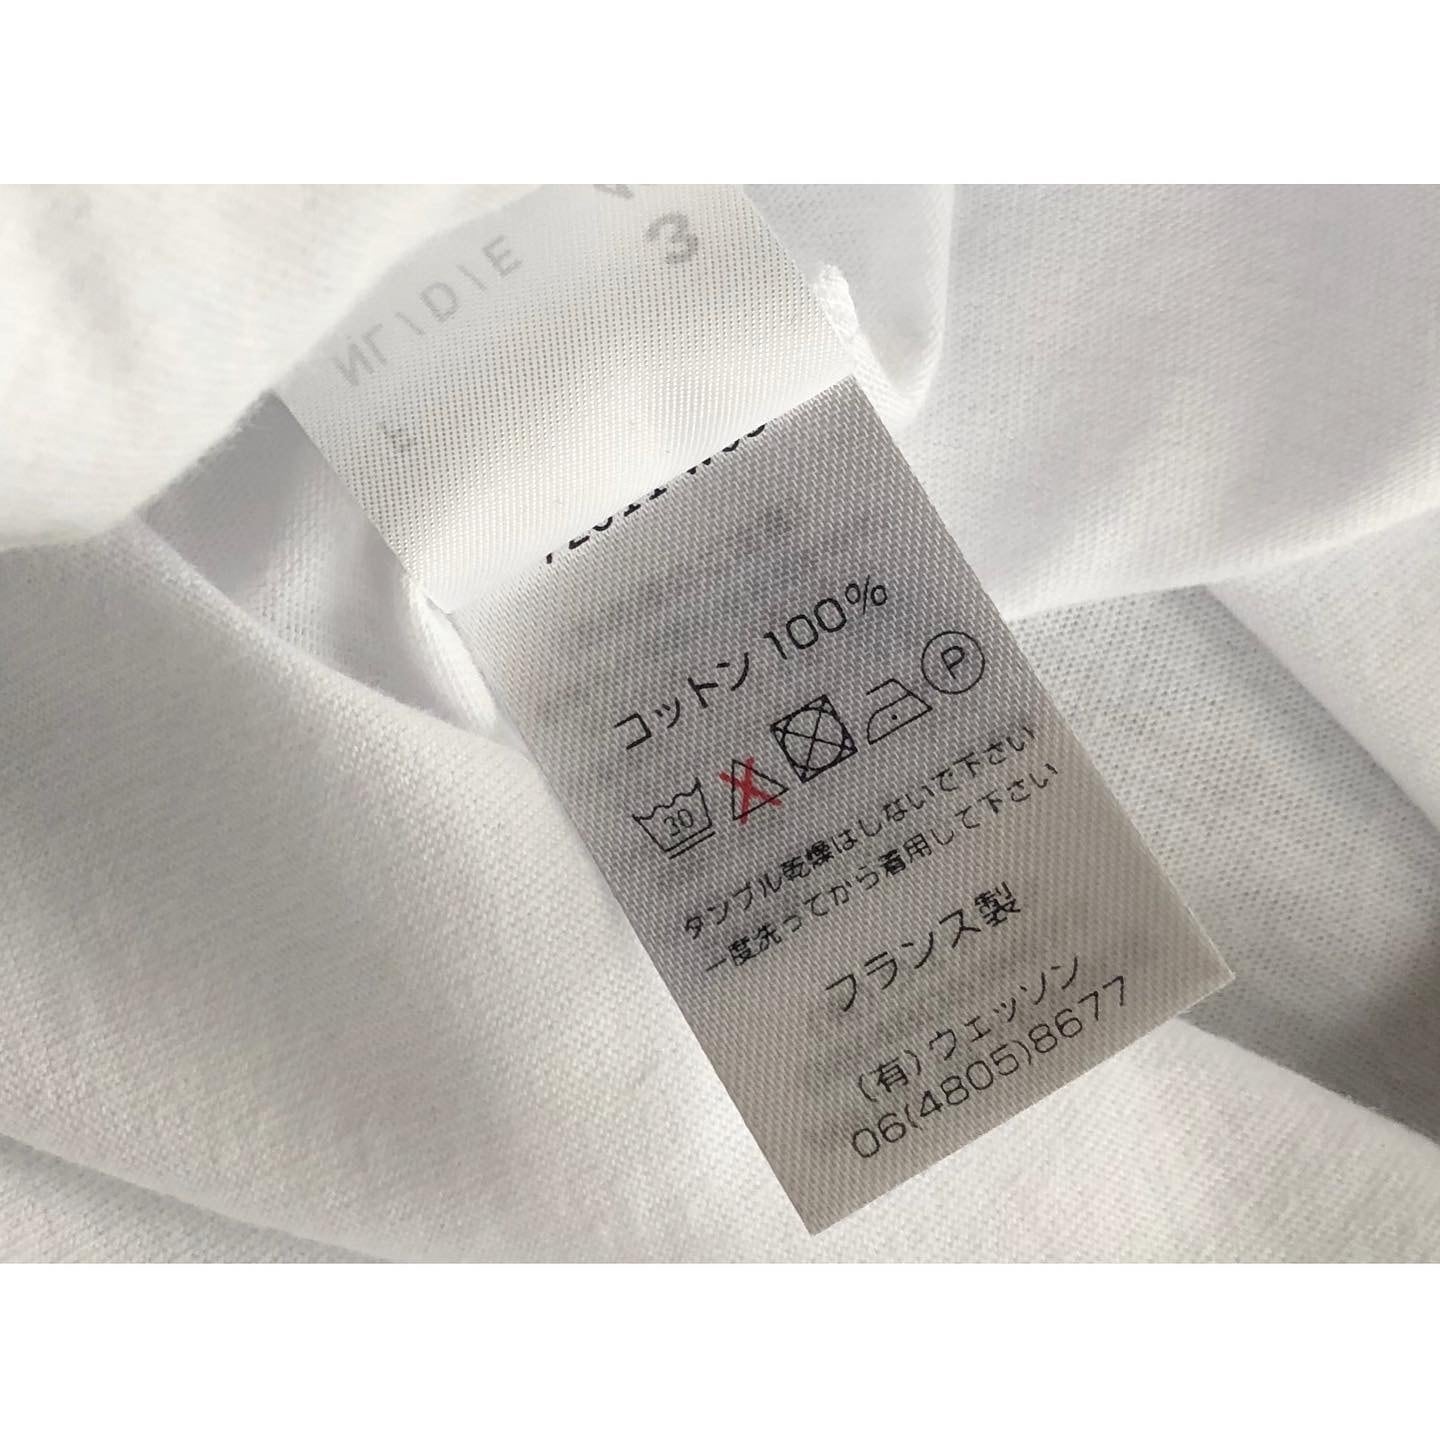 3
コットン 100%
30
P
タンブル乾燥はしないで下さい
一度洗ってから着用して下さい
フランス製
(有) ウェッソン
06(4805)8677